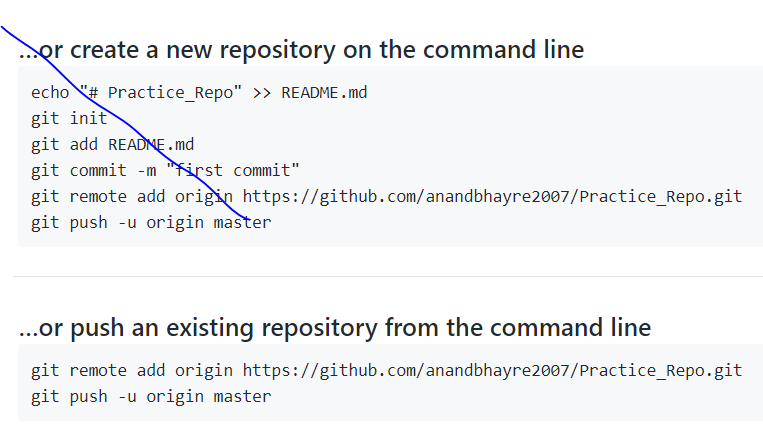 ...or create a new repository on the command line
echo "# Practice_Repo" >> README.md
git init
git add README.md
git commit -m "first commit"
git remote add origin https://github.com/anandbhayre2007/Practice_Repo.git
git push -u origin master
...or push an existing repository from the command line
git remote add origin https://github.com/anandbhayre2007/Practice_Repo.git
git push -u origin master